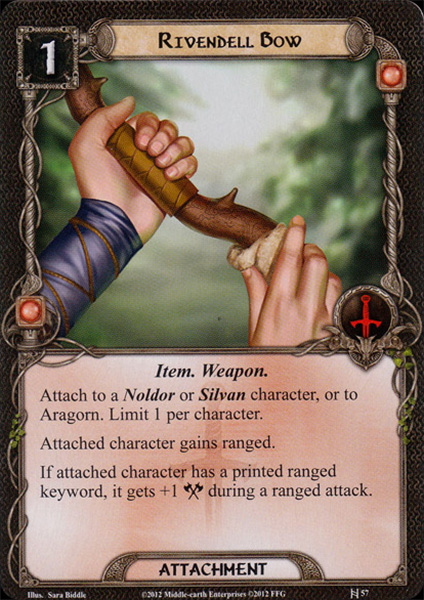 1
RIVENDELL BOW
Item. Weapon.
Attach to a Noldor or Silvan character, or to
Aragorn. Limit 1 per character.
Attached character gains ranged.
If attached character has a printed ranged
keyword, it gets +1 during a ranged attack.
ATTACHMENT
Illus. Sara Biddle ©2012 Middle-earth Enterprises ©2012 FFG 57